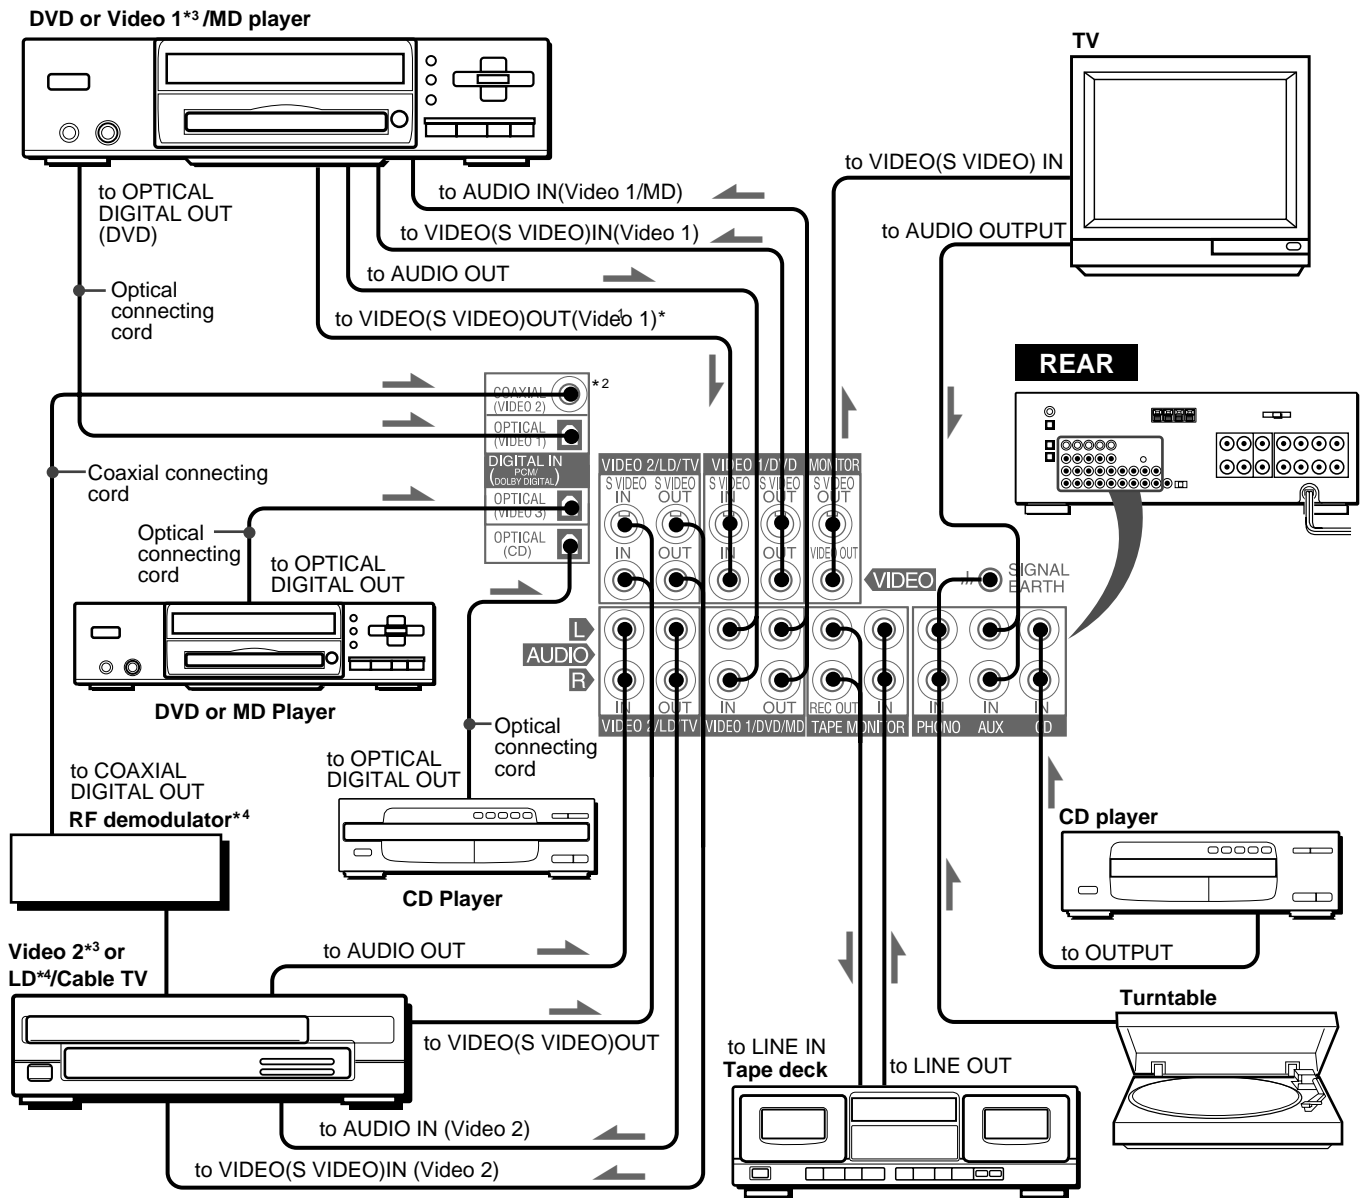 DVD or Video 1*3 /MD player
TV
to OPTICAL
DIGITAL OUT
(DVD)
to AUDIO IN(Video 1/MD)
to VIDEO(S VIDEO)IN(Video 1)
to AUDIO OUT
to VIDEO(S VIDEO)OUT(Video 1)*1
to VIDEO(S VIDEO) IN
to AUDIO OUTPUT
Optical
connecting
cord
REAR
COAXIAL
(VIDEO 2)
*2
OPTICAL
(VIDEO 1)
DIGITAL IN
(PCM/
DOLBY DIGITAL)
OPTICAL
(VIDEO 3)
OPTICAL
(CD)
Coaxial connecting
cord
Optical
connecting
cord
to OPTICAL
DIGITAL OUT
DVD or MD Player
VIDEO 2/LD/TV
VIDEO 1/DVD
MONITOR
S VIDEO
IN
S VIDEO
OUT
S VIDEO
IN
S VIDEO
OUT
S VIDEO
OUT
IN
OUT
IN
OUT
VIDEO OUT
VIDEO
SIGNAL
EARTH
L
AUDIO
R
IN
OUT
IN
OUT
REC OUT
IN
IN
IN
IN
VIDEO 2/LD/TV
VIDEO 1/DVD/MD
TAPE MONITOR
PHONO
AUX
CD
Optical
connecting
cord
to OPTICAL
DIGITAL OUT
CD Player
to COAXIAL
DIGITAL OUT
RF demodulator*4
CD player
to OUTPUT
Video 2*3 or
LD*4/Cable TV
to AUDIO OUT
to VIDEO(S VIDEO)OUT
to AUDIO IN (Video 2)
to VIDEO(S VIDEO)IN (Video 2)
to LINE IN
Tape deck
to LINE OUT
Turntable